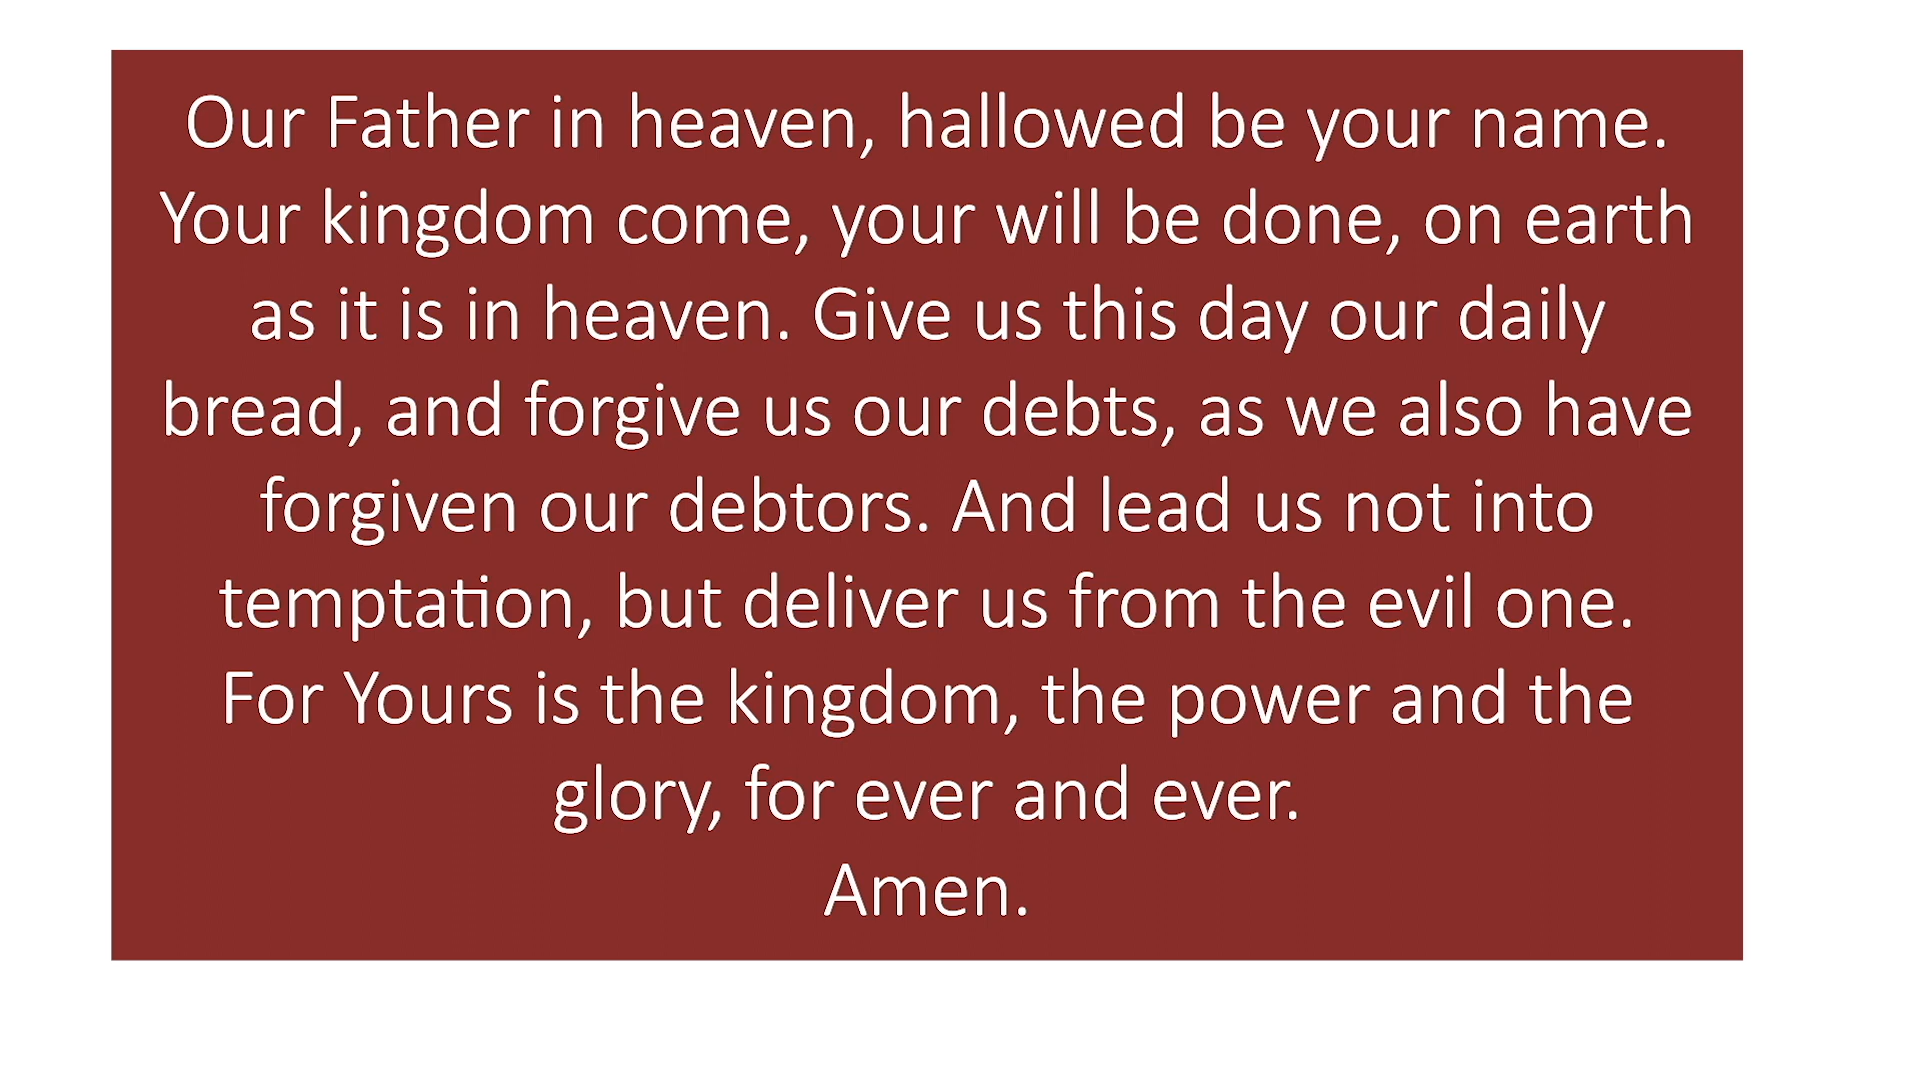 Our Father in heaven, hallowed be your name.
Your kingdom come, your will be done, on earth
as it is in heaven. Give us this day our daily
bread, and forgive us our debts, as we also have
forgiven our debtors. And lead us not into
temptation, but deliver us from the evil one.
For Yours is the kingdom, the power and the
glory, for ever and ever.
Amen.